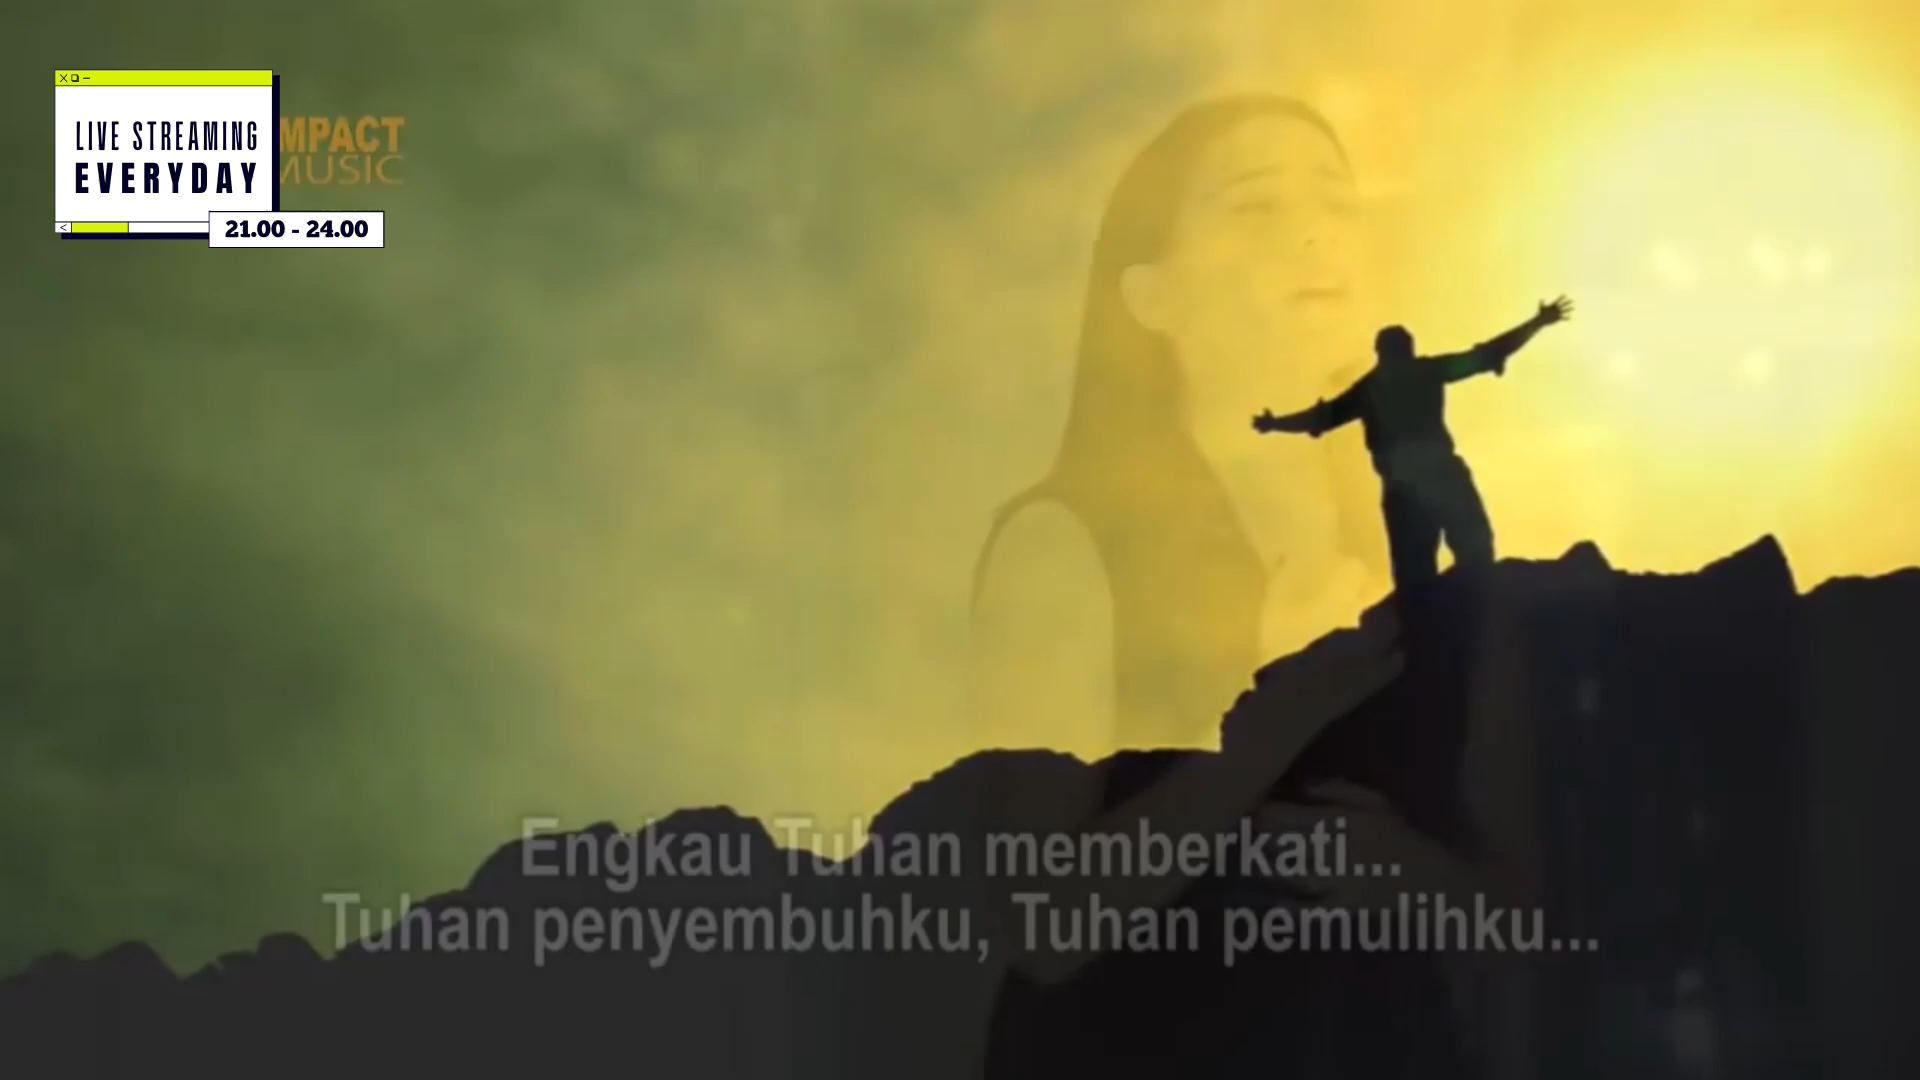 LIVE STREAMING
EVERYDAY
21.00 - 24.00
MPACT
MUSIC
Engkau Tuhan memberkati...
Tuhan penyembuhku, Tuhan pemulihku...